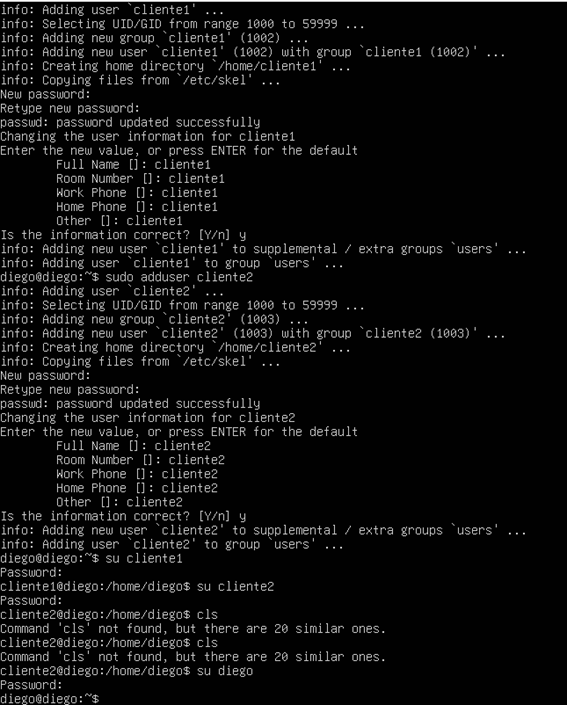 info: Adding user `cliente1' ...
info: Selecting UID/GID from range 1000 to 59999 ...
info: Adding new group `cliente1' (1002) ...
info: Adding new user `cliente1' (1002) with group `cliente1 (1002)' ...
info: Creating home directory `/home/cliente1' ...
info: Copying files from `/etc/skel' ...
New password:
Retype new password:
passwd: password updated successfully
Changing the user information for cliente1
Enter the new value, or press ENTER for the default
        Full Name []: cliente1
        Room Number []: cliente1
        Work Phone []: cliente1
        Home Phone []: cliente1
        Other []: cliente1
Is the information correct? [Y/n] y
info: Adding new user `cliente1' to supplemental / extra groups `users' ...
info: Adding user `cliente1' to group `users' ...
diego@diego:~$ sudo adduser cliente2
info: Adding user `cliente2' ...
info: Selecting UID/GID from range 1000 to 59999 ...
info: Adding new group `cliente2' (1003) ...
info: Adding new user `cliente2' (1003) with group `cliente2 (1003)' ...
info: Creating home directory `/home/cliente2' ...
info: Copying files from `/etc/skel' ...
New password:
Retype new password:
passwd: password updated successfully
Changing the user information for cliente2
Enter the new value, or press ENTER for the default
        Full Name []: cliente2
        Room Number []: cliente2
        Work Phone []: cliente2
        Home Phone []: cliente2
        Other []: cliente2
Is the information correct? [Y/n] y
info: Adding new user `cliente2' to supplemental / extra groups `users' ...
info: Adding user `cliente2' to group `users' ...
diego@diego:~$ su cliente1
Password:
cliente1@diego:/home/diego$ su cliente2
Password:
cliente2@diego:/home/diego$ cls
Command 'cls' not found, but there are 20 similar ones.
cliente2@diego:/home/diego$ cls
Command 'cls' not found, but there are 20 similar ones.
cliente2@diego:/home/diego$ su diego
Password:
diego@diego:~$